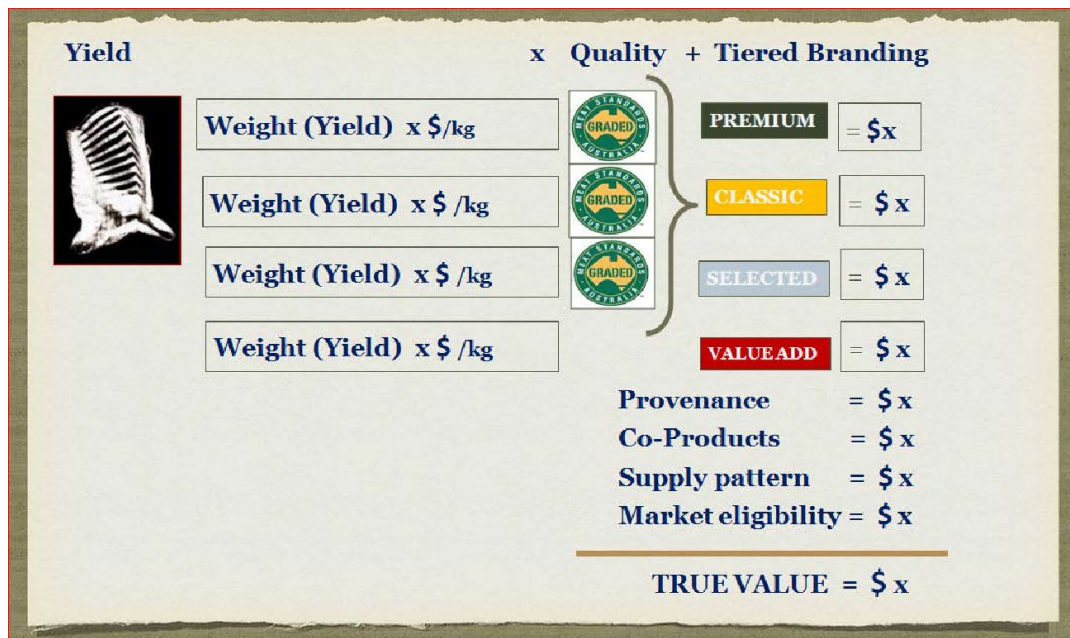 Yield x Quality + Tiered Branding
Weight (Yield) x $/kg
MEAT STANDARDS AUSTRALIA GRADED
PREMIUM = $x
Weight (Yield) x $ /kg
MEAT STANDARDS AUSTRALIA GRADED
CLASSIC = $ x
Weight (Yield) x $ /kg
MEAT STANDARDS AUSTRALIA GRADED
SELECTED = $ x
Weight (Yield) x $ /kg
VALUE ADD = $ x
Provenance = $ x
Co-Products = $ x
Supply pattern = $ x
Market eligibility = $ x
TRUE VALUE = $ x